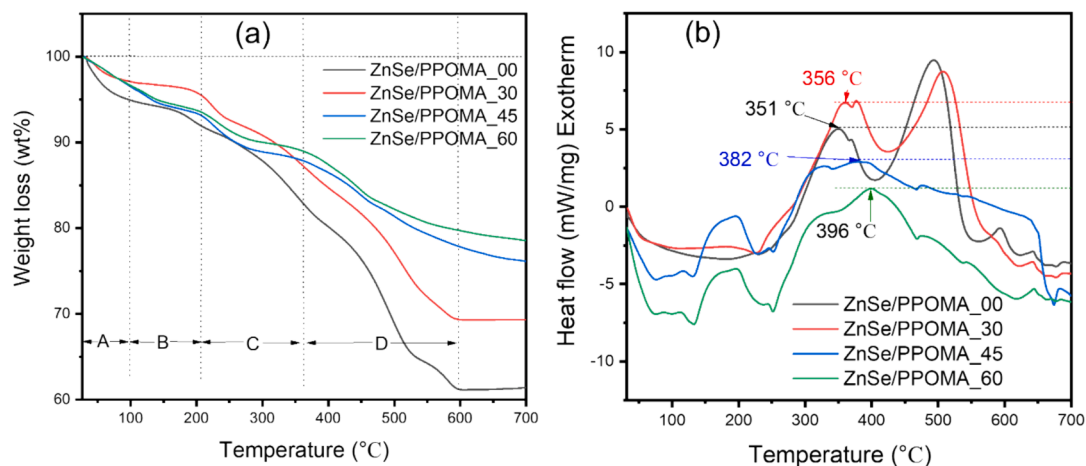 (a)
ZnSe/PPOMA_00
ZnSe/PPOMA_30
ZnSe/PPOMA_45
ZnSe/PPOMA_60
A B C D
100
90
80
70
60
Weight loss (wt%)
100 200 300 400 500 600 700
Temperature (°C)
(b)
356 °C
351 °C
382 °C
396 °C
ZnSe/PPOMA_00
ZnSe/PPOMA_30
ZnSe/PPOMA_45
ZnSe/PPOMA_60
10
5
0
-5
-10
Heat flow (mW/mg) Exotherm
100 200 300 400 500 600 700
Temperature (°C)